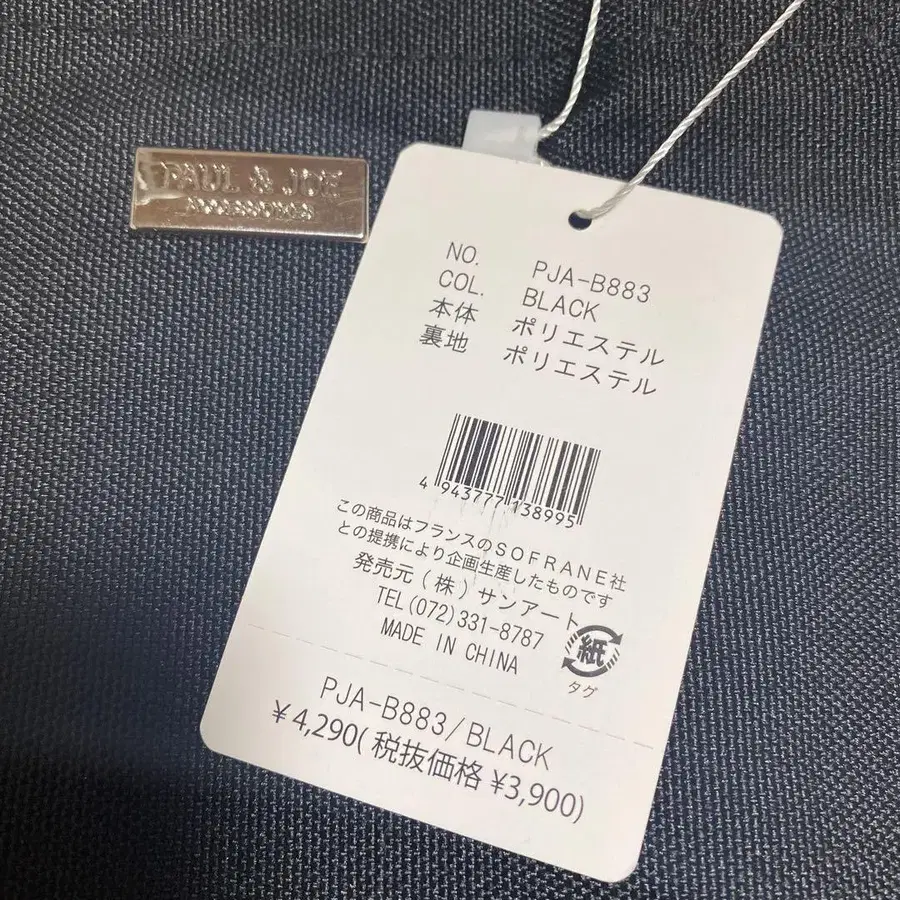 PAUL & JOE
ACCESSOIRES
NO. PJA-B883
COL. BLACK
本体 ポリエステル
裏地 ポリエステル
4 943777 138995
この商品はフランスのSOFRANE社
との提携により企画生産したものです
発売元(株)サンアート
TEL(072)331-8787
MADE IN CHINA
紙
タグ
PJA-B883/BLACK
¥4,290(税抜価格 ¥3,900)